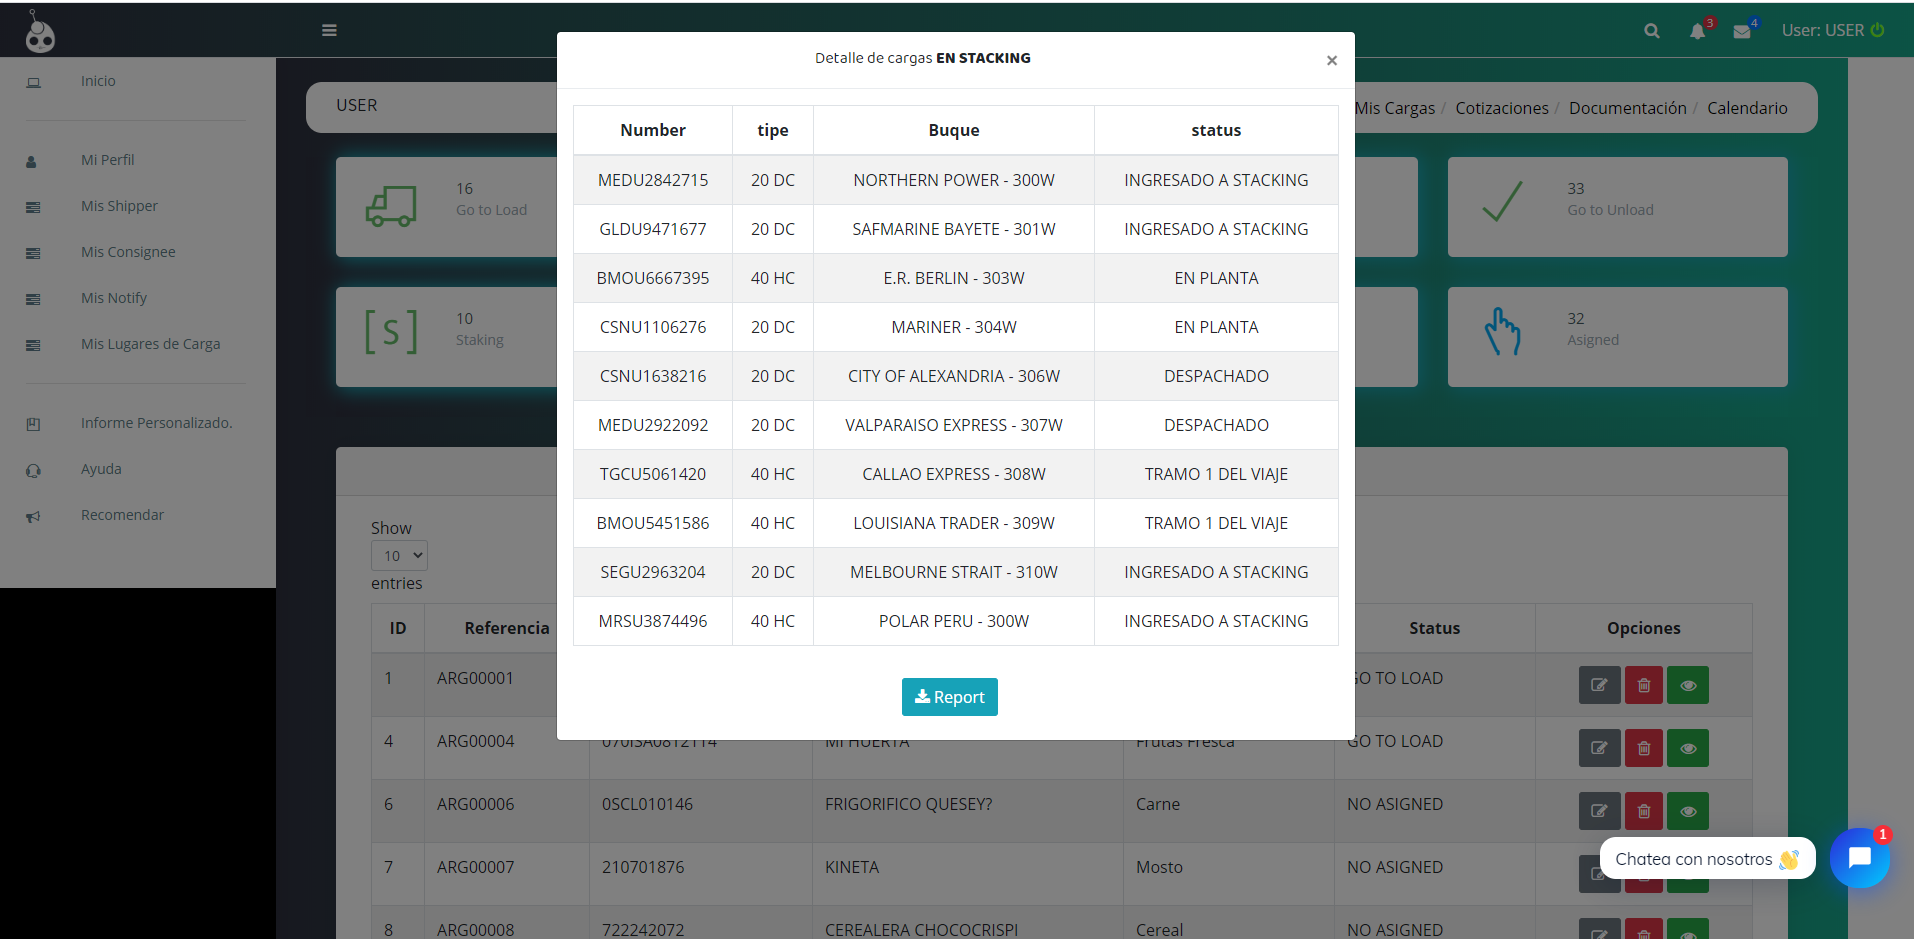 3
4
User: USER
Inicio
Mi Perfil
Mis Shipper
Mis Consignee
Mis Notify
Mis Lugares de Carga
Informe Personalizado.
Ayuda
Recomendar
USER
Mis Cargas / Cotizaciones / Documentación / Calendario
16
Go to Load
33
Go to Unload
10
Staking
[S]
32
Asigned
Detalle de cargas EN STACKING ×
Number tipe Buque status
MEDU2842715 20 DC NORTHERN POWER - 300W INGRESADO A STACKING
GLDU9471677 20 DC SAFMARINE BAYETE - 301W INGRESADO A STACKING
BMOU6667395 40 HC E.R. BERLIN - 303W EN PLANTA
CSNU1106276 20 DC MARINER - 304W EN PLANTA
CSNU1638216 20 DC CITY OF ALEXANDRIA - 306W DESPACHADO
MEDU2922092 20 DC VALPARAISO EXPRESS - 307W DESPACHADO
TGCU5061420 40 HC CALLAO EXPRESS - 308W TRAMO 1 DEL VIAJE
BMOU5451586 40 HC LOUISIANA TRADER - 309W TRAMO 1 DEL VIAJE
SEGU2963204 20 DC MELBOURNE STRAIT - 310W INGRESADO A STACKING
MRSU3874496 40 HC POLAR PERU - 300W INGRESADO A STACKING
Report
Show
10
entries
ID Referencia Status Opciones
1 ARG00001 GO TO LOAD
4 ARG00004 070ISA0812114 MI HUERTA Frutas Fresca GO TO LOAD
6 ARG00006 0SCL010146 FRIGORIFICO QUESEY? Carne NO ASIGNED
7 ARG00007 210701876 KINETA Mosto NO ASIGNED
8 ARG00008 722242072 CEREALERA CHOCOCRISPI Cereal NO ASIGNED
Chatea con nosotros 👋
1